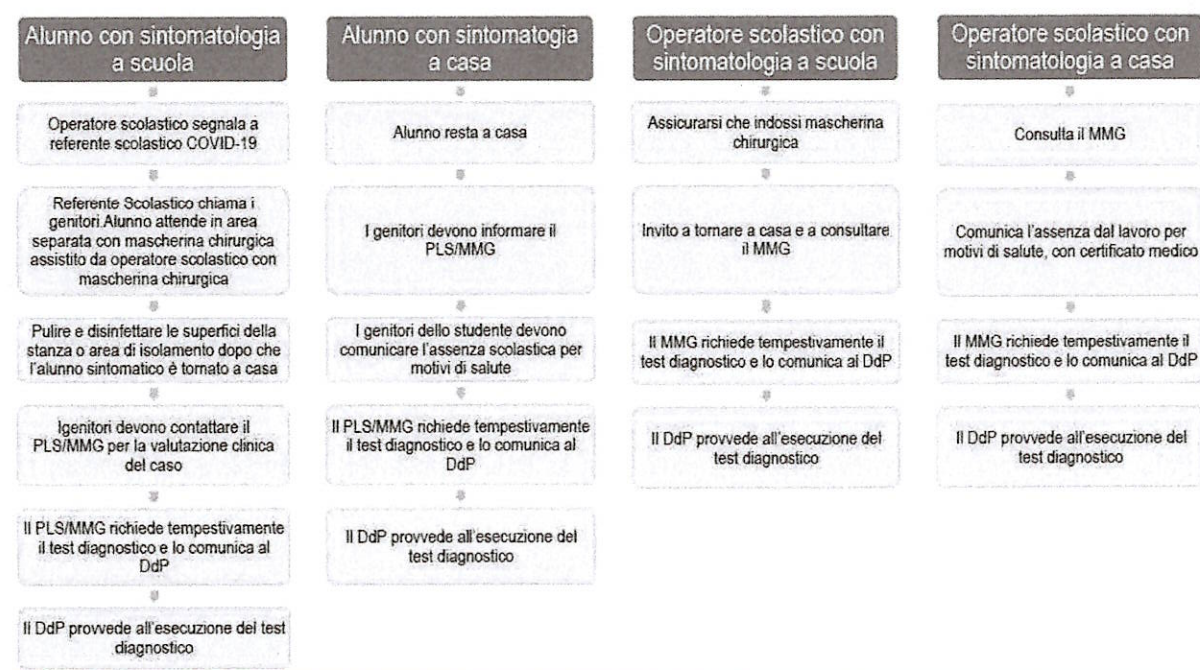 Alunno con sintomatologia
a scuola
Operatore scolastico segnala a
referente scolastico COVID-19
Referente Scolastico chiama i
genitori.Alunno attende in area
separata con mascherina chirurgica
assistito da operatore scolastico con
mascherina chirurgica
Pulire e disinfettare le superfici della
stanza o area di isolamento dopo che
l'alunno sintomatico è tornato a casa
Igenitori devono contattare il
PLS/MMG per la valutazione clinica
del caso
Il PLS/MMG richiede tempestivamente
il test diagnostico e lo comunica al
DdP
Il DdP provvede all'esecuzione del test
diagnostico
Alunno con sintomatogia
a casa
Alunno resta a casa
I genitori devono informare il
PLS/MMG
I genitori dello studente devono
comunicare l'assenza scolastica per
motivi di salute
Il PLS/MMG richiede tempestivamente
il test diagnostico e lo comunica al
DdP
Il DdP provvede all'esecuzione del
test diagnostico
Operatore scolastico con
sintomatologia a scuola
Assicurarsi che indossi mascherina
chirurgica
Invito a tornare a casa e a consultare
il MMG
Il MMG richiede tempestivamente il
test diagnostico e lo comunica al DdP
Il DdP provvede all'esecuzione del
test diagnostico
Operatore scolastico con
sintomatologia a casa
Consulta il MMG
Comunica l'assenza dal lavoro per
motivi di salute, con certificato medico
Il MMG richiede tempestivamente il
test diagnostico e lo comunica al DdP
Il DdP provvede all'esecuzione del
test diagnostico